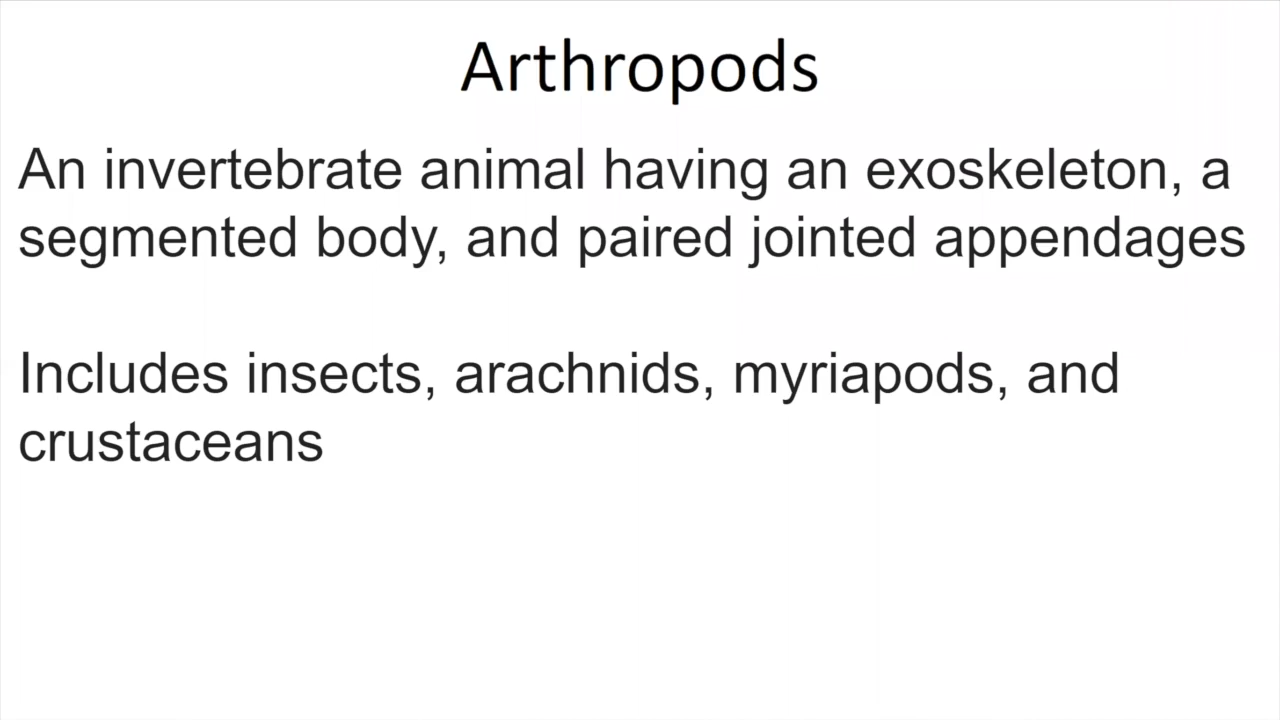 Arthropods
An invertebrate animal having an exoskeleton, a
segmented body, and paired jointed appendages
Includes insects, arachnids, myriapods, and
crustaceans